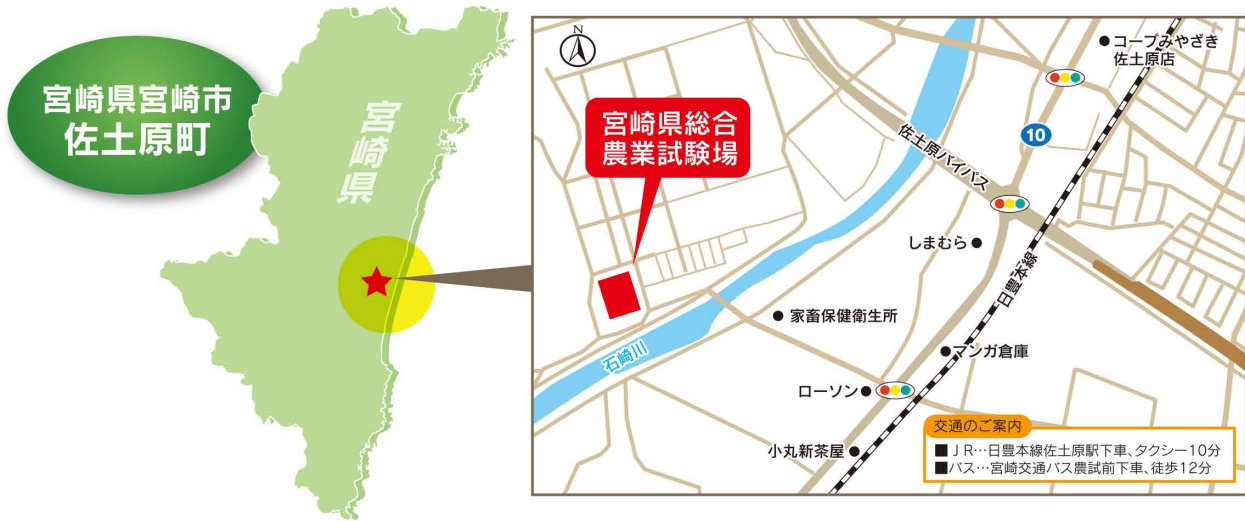 宮崎県宮崎市
佐土原町
宮崎県
N
宮崎県総合
農業試験場
コープみやざき
佐土原店
10
佐土原バイパス
しまむら
日豊本線
家畜保健衛生所
石崎川
マンガ倉庫
ローソン
小丸新茶屋
交通のご案内
■ＪＲ…日豊本線佐土原駅下車、タクシー10分
■バス…宮崎交通バス農試前下車、徒歩12分